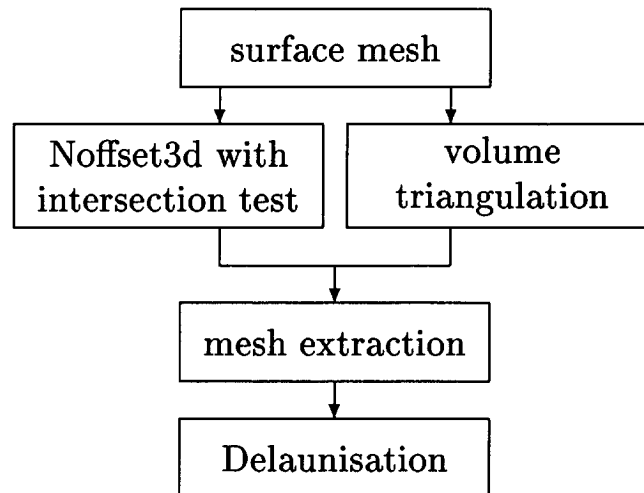 surface mesh
Noffset3d with
intersection test
volume
triangulation
mesh extraction
Delaunisation